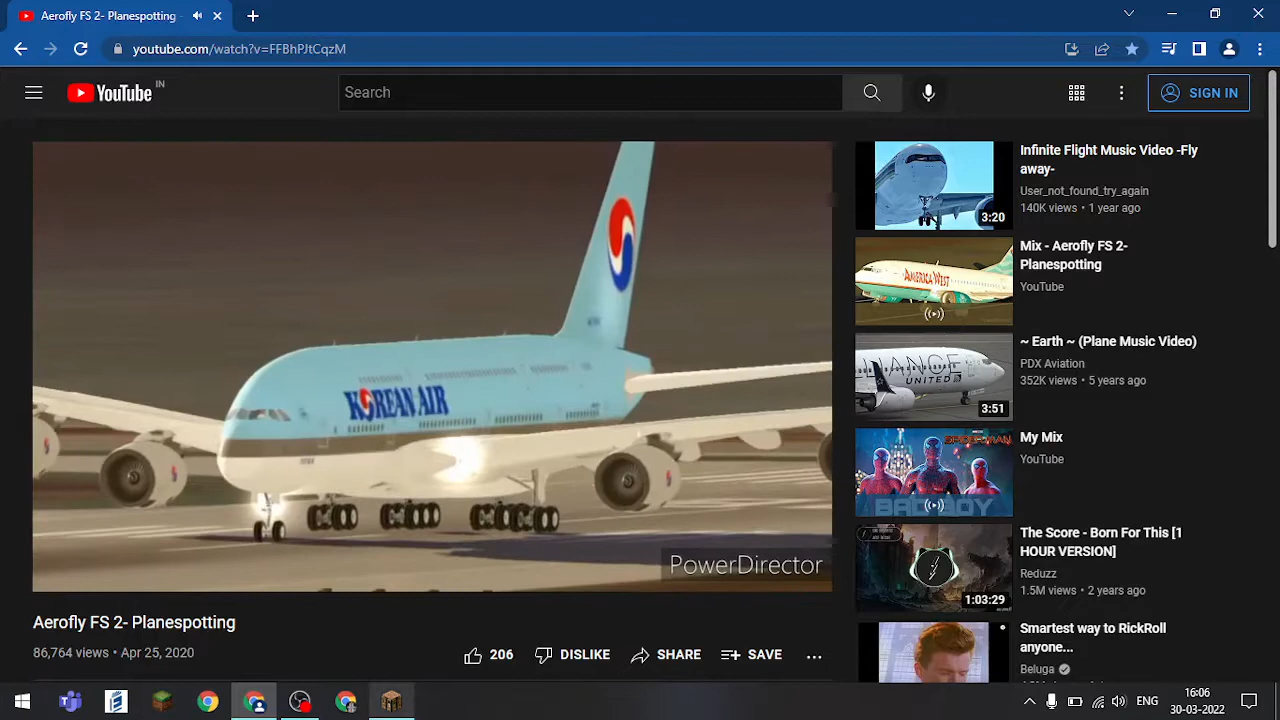 Aerofly FS 2- Planespotting
youtube.com/watch?v=FFBhPJtCqzM
YouTube IN
Search
SIGN IN
KOREAN AIR
PowerDirector
Aerofly FS 2- Planespotting
86,764 views • Apr 25, 2020
206
DISLIKE
SHARE
SAVE
3:20
Infinite Flight Music Video -Fly
away-
User_not_found_try_again
140K views • 1 year ago
AMERICA WEST
Mix - Aerofly FS 2-
Planespotting
YouTube
UNITED
3:51
~ Earth ~ (Plane Music Video)
PDX Aviation
352K views • 5 years ago
SPIDER-MAN
BAD BOY
My Mix
YouTube
1:03:29
The Score - Born For This [1
HOUR VERSION]
Reduzz
1.5M views • 2 years ago
Smartest way to RickRoll
anyone...
Beluga
ENG
16:06
30-03-2022